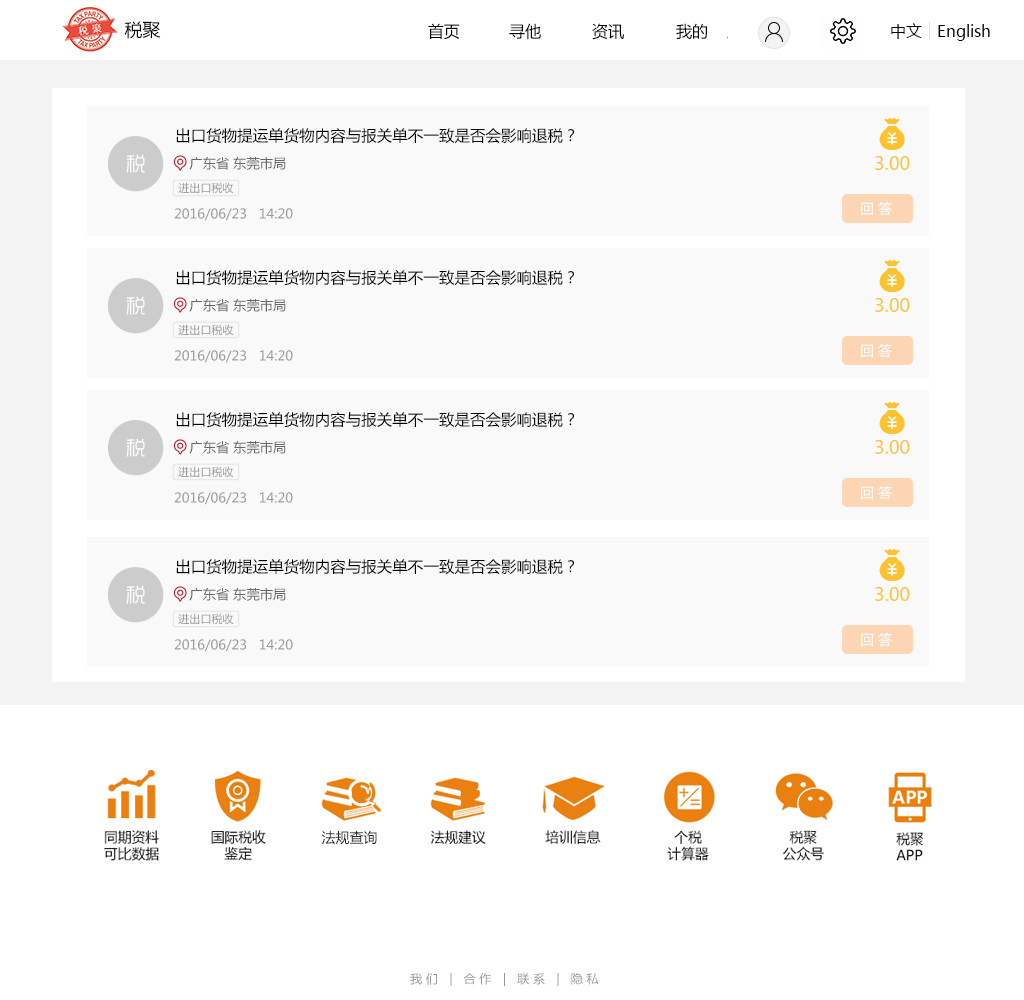 TAX PARTY
税聚
TAX PARTY
税聚
首页 寻他 资讯 我的 中文 English
税
出口货物提运单货物内容与报关单不一致是否会影响退税？
广东省 东莞市局
进出口税收
2016/06/23 14:20
¥
3.00
回答
税
出口货物提运单货物内容与报关单不一致是否会影响退税？
广东省 东莞市局
进出口税收
2016/06/23 14:20
¥
3.00
回答
税
出口货物提运单货物内容与报关单不一致是否会影响退税？
广东省 东莞市局
进出口税收
2016/06/23 14:20
¥
3.00
回答
税
出口货物提运单货物内容与报关单不一致是否会影响退税？
广东省 东莞市局
进出口税收
2016/06/23 14:20
¥
3.00
回答
同期资料
可比数据
国际税收
鉴定
法规查询
法规建议
培训信息
个税
计算器
税聚
公众号
APP
税聚
APP
我们 | 合作 | 联系 | 隐私